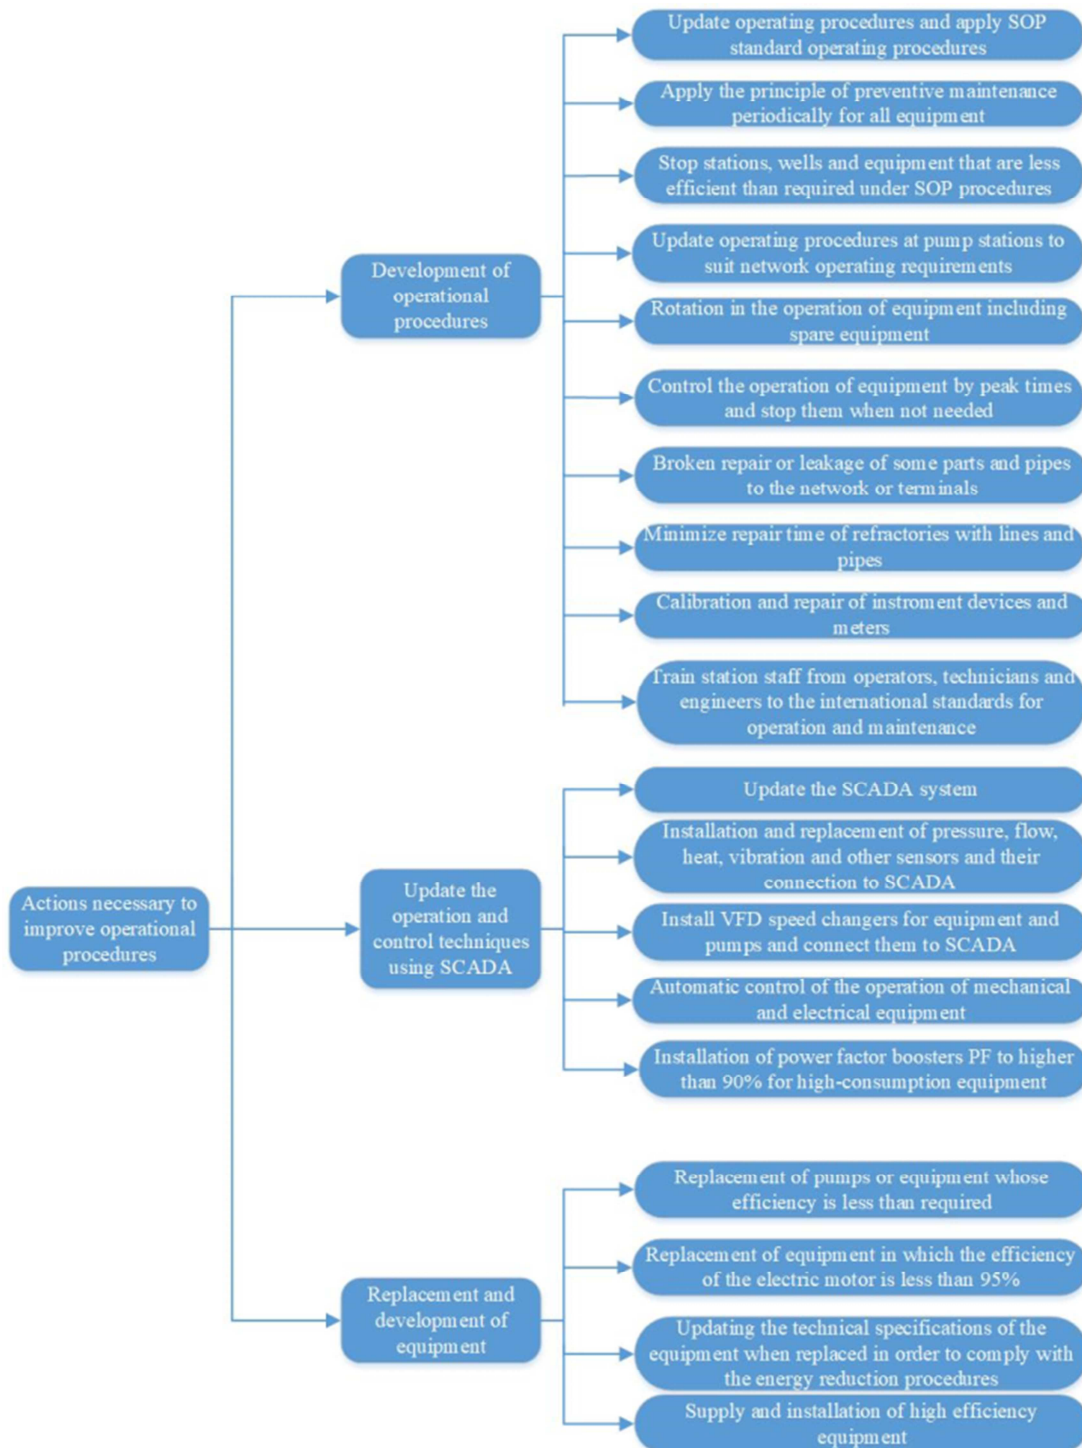 Update operating procedures and apply SOP
standard operating procedures
Apply the principle of preventive maintenance
periodically for all equipment
Stop stations, wells and equipment that are less
efficient than required under SOP procedures
Update operating procedures at pump stations to
suit network operating requirements
Development of
operational
procedures
Rotation in the operation of equipment including
spare equipment
Control the operation of equipment by peak times
and stop them when not needed
Broken repair or leakage of some parts and pipes
to the network or terminals
Minimize repair time of refractories with lines and
pipes
Calibration and repair of instroment devices and
meters
Train station staff from operators, technicians and
engineers to the international standards for
operation and maintenance
Update the SCADA system
Installation and replacement of pressure, flow,
heat, vibration and other sensors and their
connection to SCADA
Actions necessary to
improve operational
procedures
Update the
operation and
control techniques
using SCADA
Install VFD speed changers for equipment and
pumps and connect them to SCADA
Automatic control of the operation of mechanical
and electrical equipment
Installation of power factor boosters PF to higher
than 90% for high-consumption equipment
Replacement of pumps or equipment whose
efficiency is less than required
Replacement of equipment in which the efficiency
of the electric motor is less than 95%
Replacement and
development of
equipment
Updating the technical specifications of the
equipment when replaced in order to comply with
the energy reduction procedures
Supply and installation of high efficiency
equipment